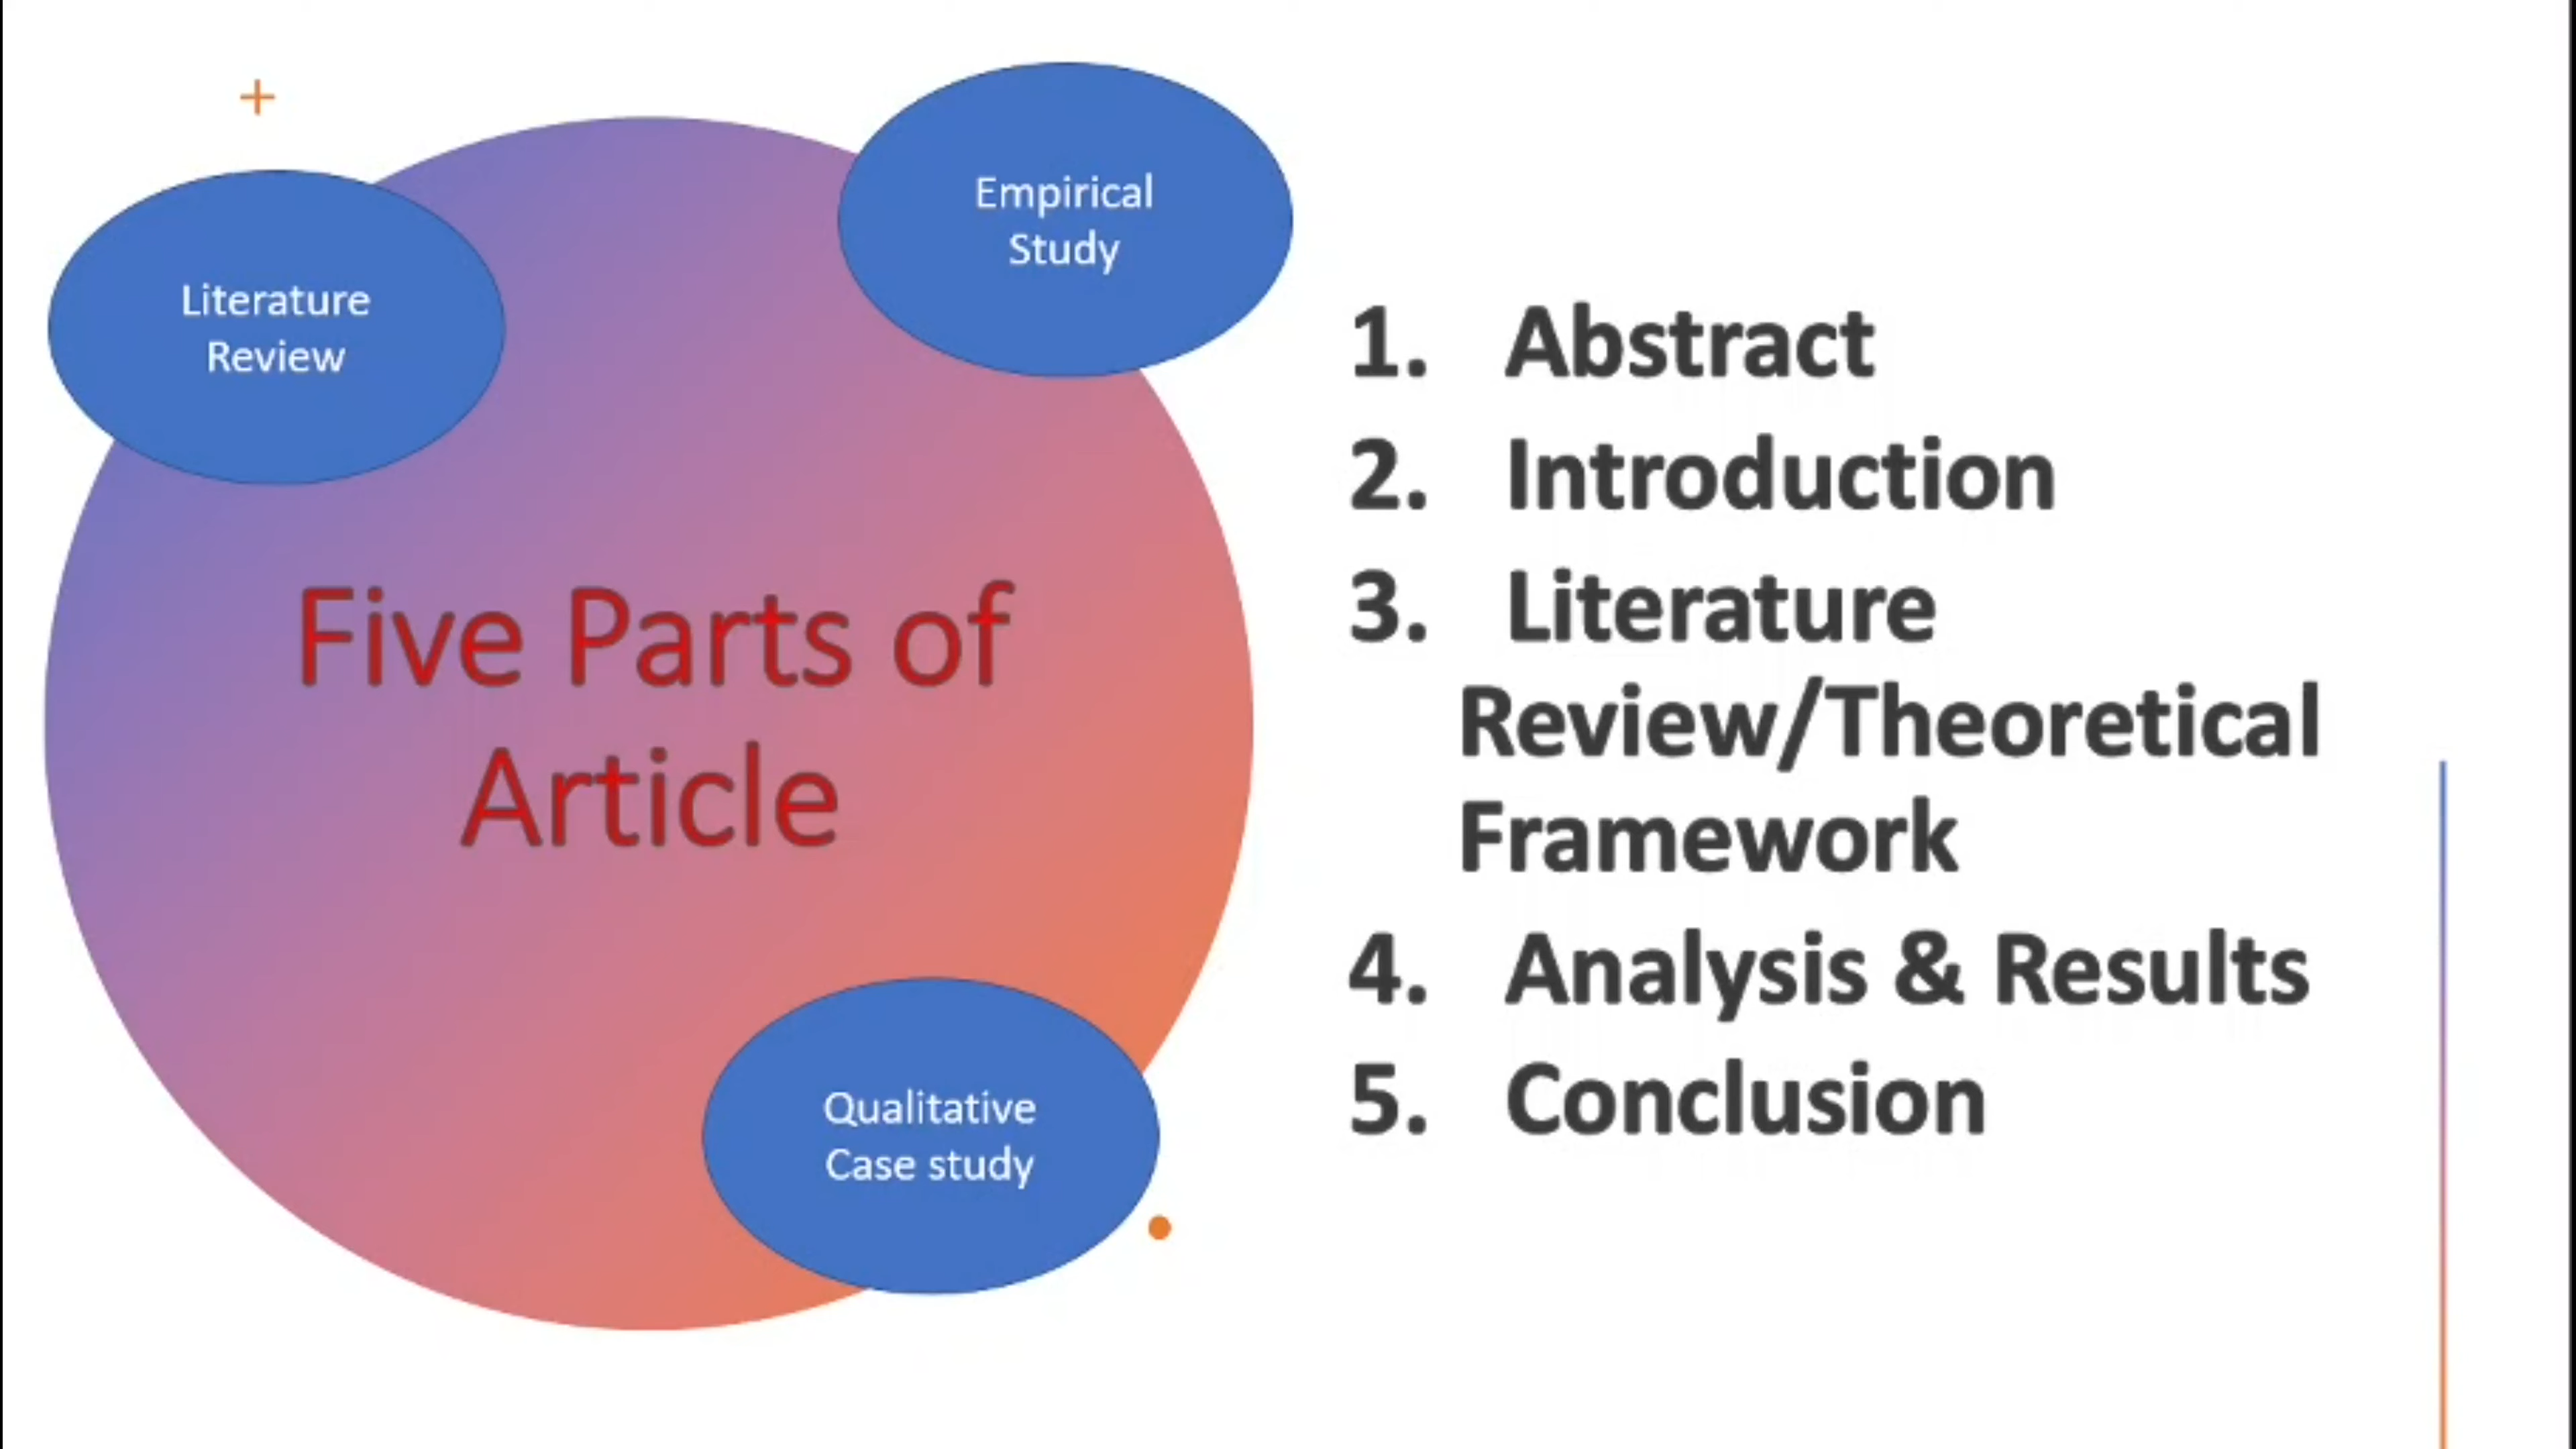 Literature
Review
Empirical
Study
Five Parts of
Article
Qualitative
Case study
1. Abstract
2. Introduction
3. Literature
Review/Theoretical
Framework
4. Analysis & Results
5. Conclusion